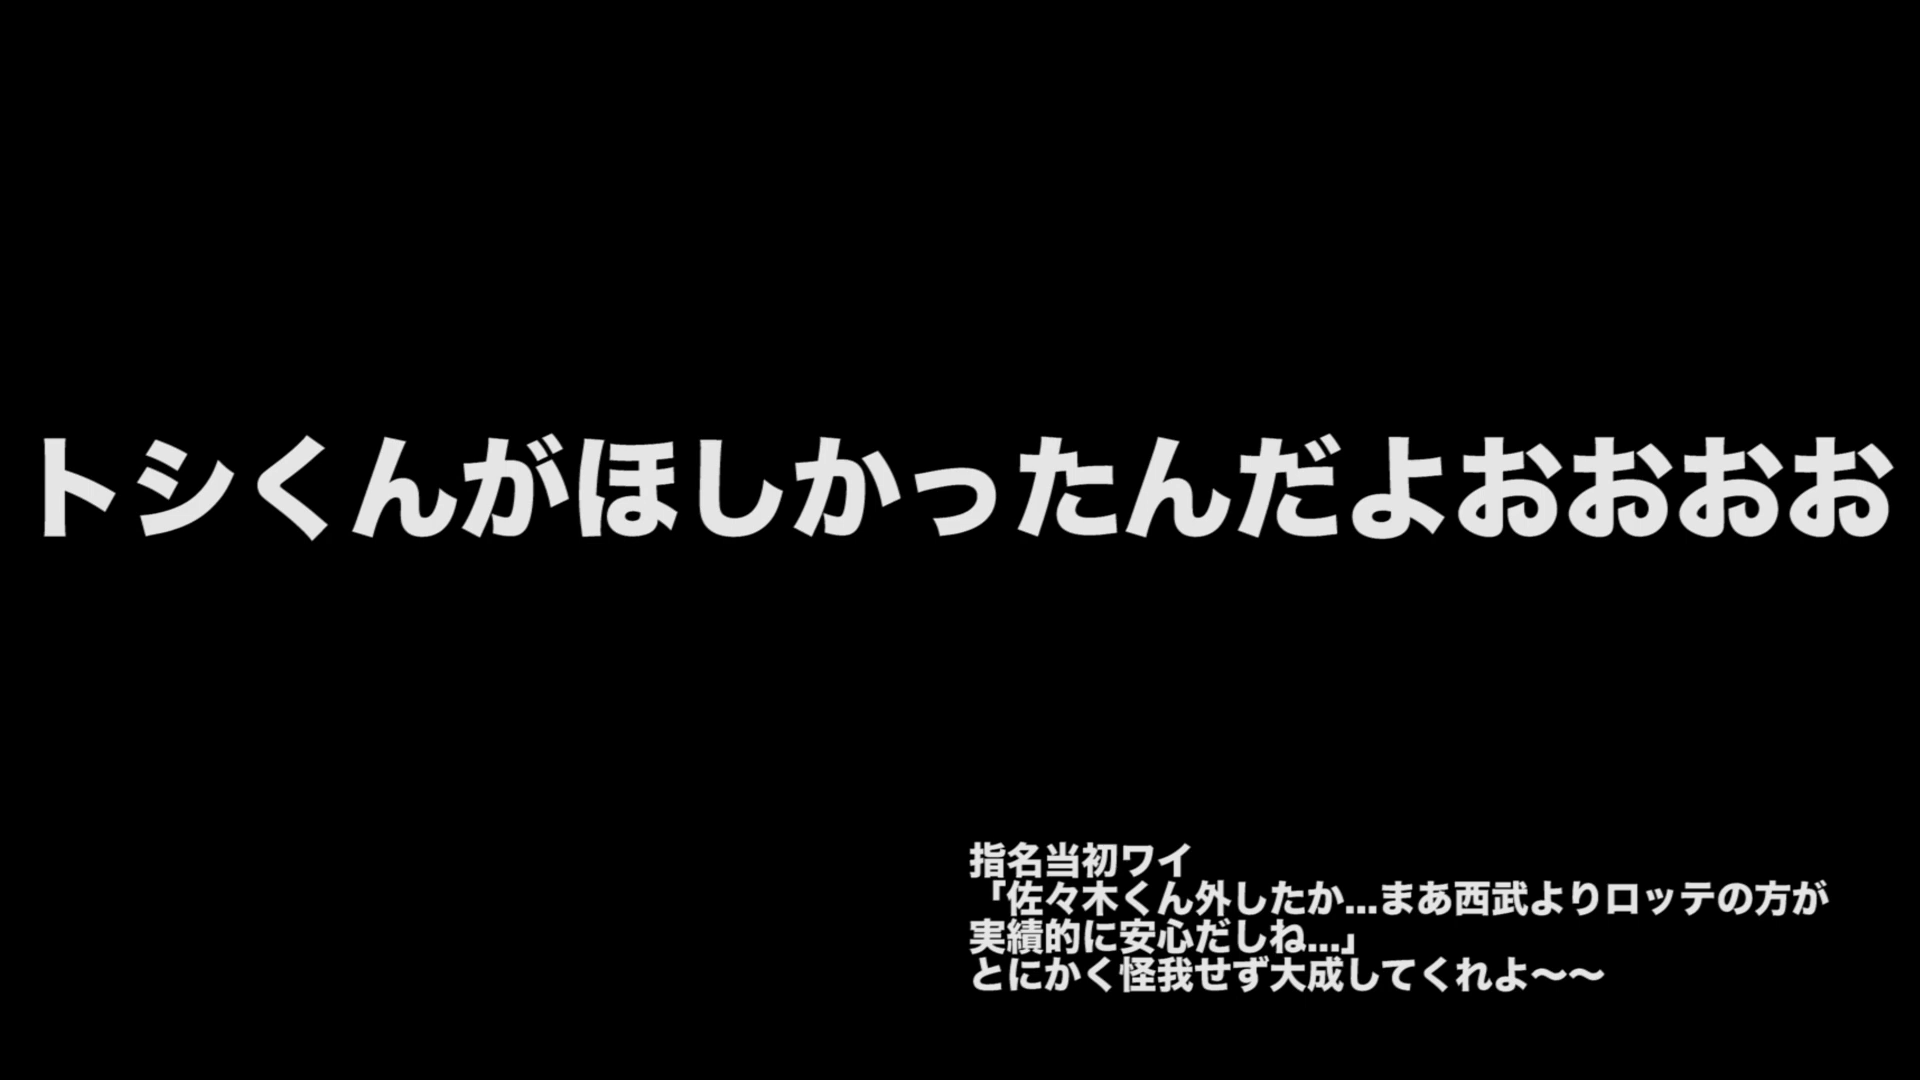 トシくんがほしかったんだよおおおお
指名当初ワイ
「佐々木くん外したか...まあ西武よりロッテの方が
実績的に安心だしね...」
とにかく怪我せず大成してくれよ〜〜